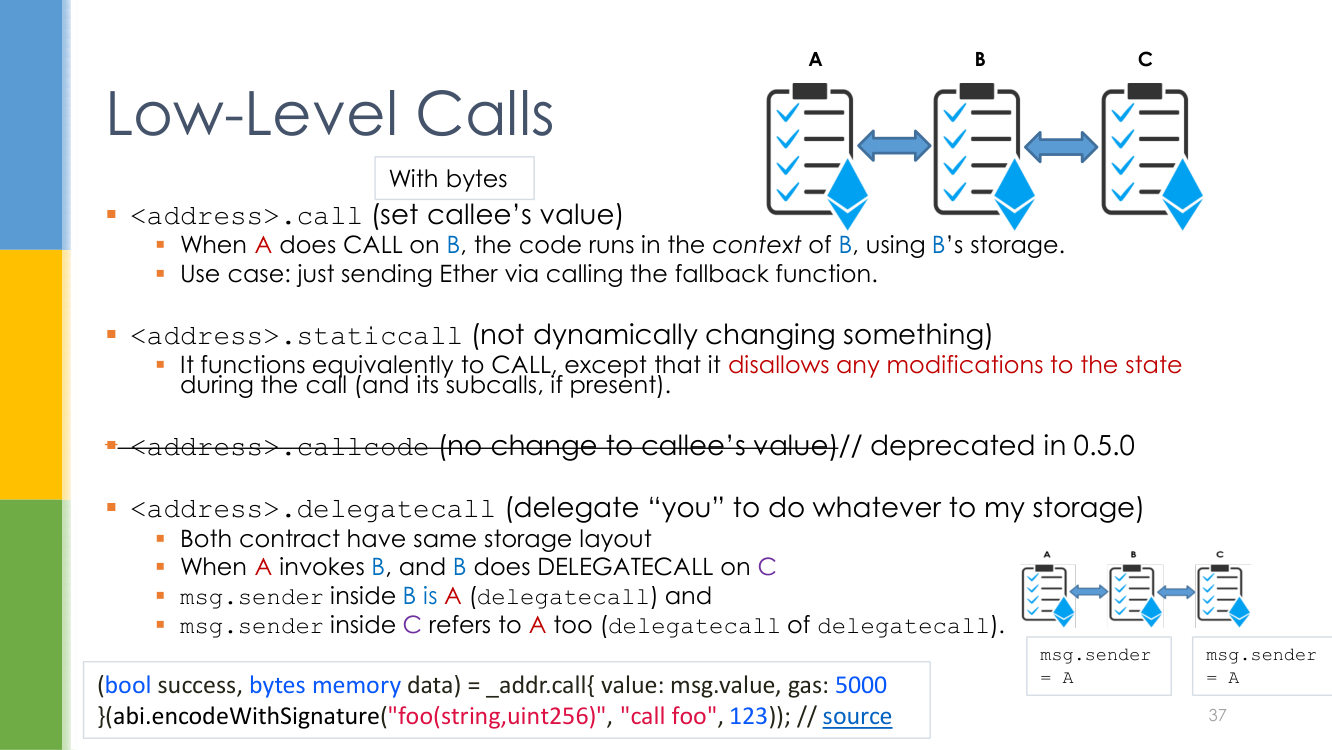 A B C
Low-Level Calls
With bytes
<address>.call (set callee's value)
When A does CALL on B, the code runs in the context of B, using B's storage.
Use case: just sending Ether via calling the fallback function.
<address>.staticcall (not dynamically changing something)
It functions equivalently to CALL, except that it disallows any modifications to the state
during the call (and its subcalls, if present).
<address>.callcode (no change to callee's value)// deprecated in 0.5.0
<address>.delegatecall (delegate “you” to do whatever to my storage)
Both contract have same storage layout
When A invokes B, and B does DELEGATECALL on C
msg.sender inside B is A (delegatecall) and
msg.sender inside C refers to A too (delegatecall of delegatecall).
A B C
msg.sender
= A
msg.sender
= A
(bool success, bytes memory data) = _addr.call{ value: msg.value, gas: 5000
}(abi.encodeWithSignature("foo(string,uint256)", "call foo", 123)); // source
37